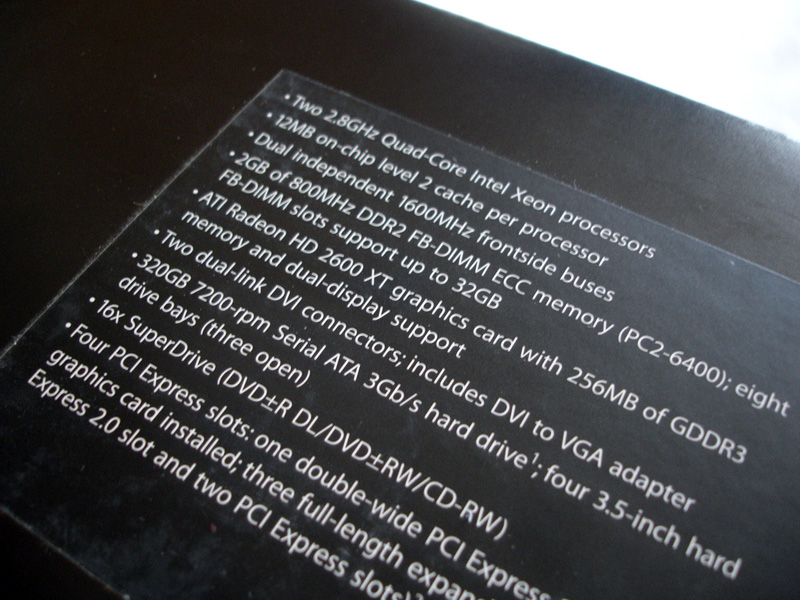 • Two 2.8GHz Quad-Core Intel Xeon processors
• 12MB on-chip level 2 cache per processor
• Dual independent 1600MHz frontside buses
• 2GB of 800MHz DDR2 FB-DIMM ECC memory (PC2-6400); eight
FB-DIMM slots support up to 32GB
• ATI Radeon HD 2600 XT graphics card with 256MB of GDDR3
memory and dual-display support
• Two dual-link DVI connectors; includes DVI to VGA adapter
• 320GB 7200-rpm Serial ATA 3Gb/s hard drive¹; four 3.5-inch hard
drive bays (three open)
• 16x SuperDrive (DVD±R DL/DVD±RW/CD-RW)
• Four PCI Express slots: one double-wide PCI Express
graphics card installed; three full-length
Express 2.0 slot and two PCI Express slots)